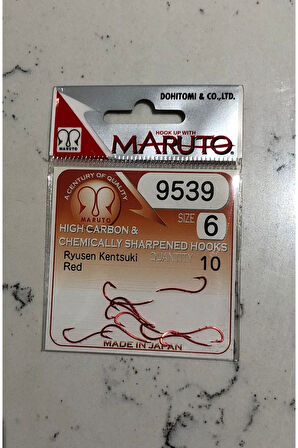 DOHITOMI & CO.,LTD.
MARUTO
HOOK UP WITH
MARUTO
A CENTURY OF QUALITY
9539
MARUTO
SIZE 6
HIGH CARBON &
CHEMICALLY SHARPENED HOOKS
Ryusen Kentsuki
Red
QUANTITY
10
MADE IN JAPAN